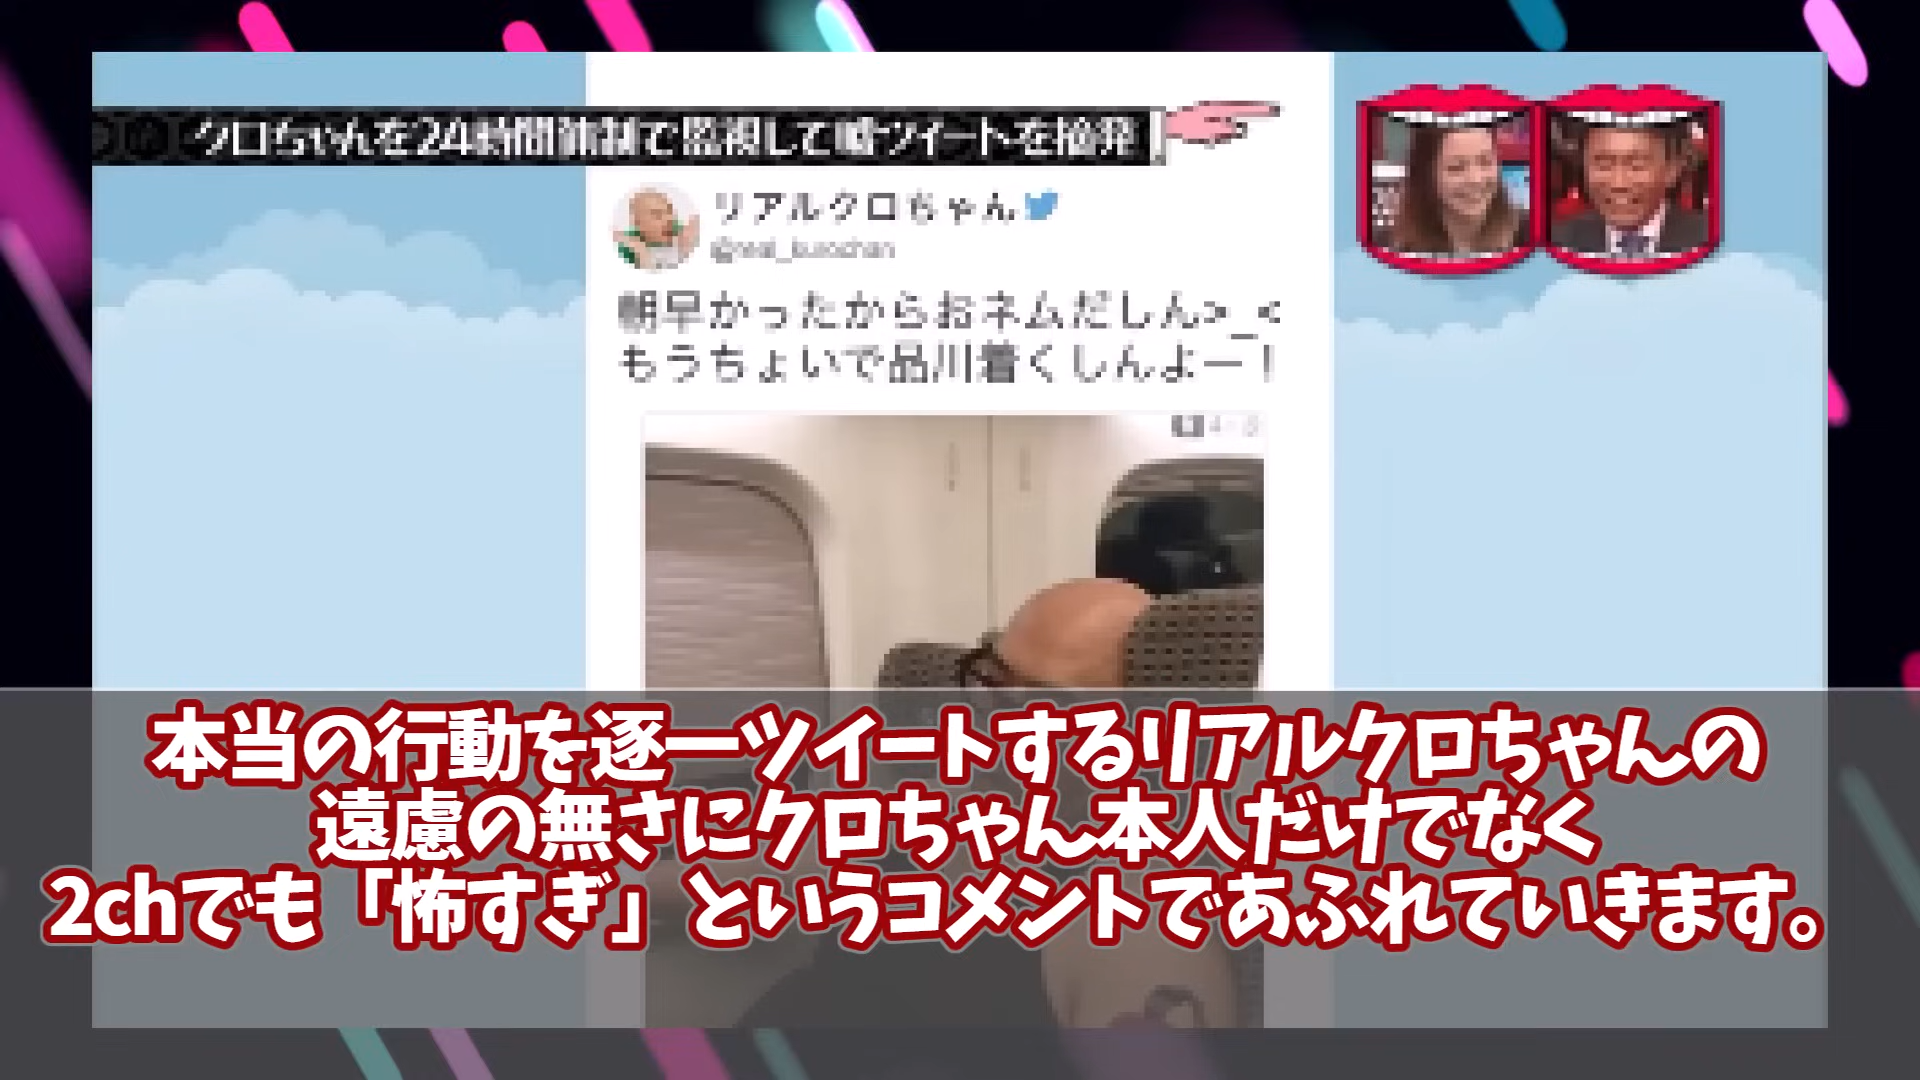 クロちゃんを24時間体制で監視して嘘ツイートを摘発
リアルクロちゃん
@real_kurochan
朝早かったからおネムだしん>_<
もうちょいで品川着くしんよー！
本当の行動を逐一ツイートするリアルクロちゃんの
遠慮の無さにクロちゃん本人だけでなく
2chでも「怖すぎ」というコメントであふれていきます。